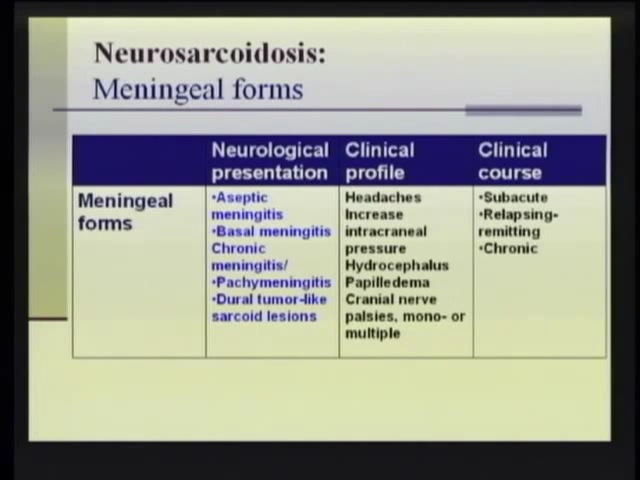 Neurosarcoidosis:
Meningeal forms
Neurological presentation
Clinical profile
Clinical course
Meningeal forms
•Aseptic
meningitis
•Basal meningitis
Chronic
meningitis/
•Pachymeningitis
•Dural tumor-like
sarcoid lesions
Headaches
Increase
intracraneal
pressure
Hydrocephalus
Papilledema
Cranial nerve
palsies, mono- or
multiple
•Subacute
•Relapsing-
remitting
•Chronic